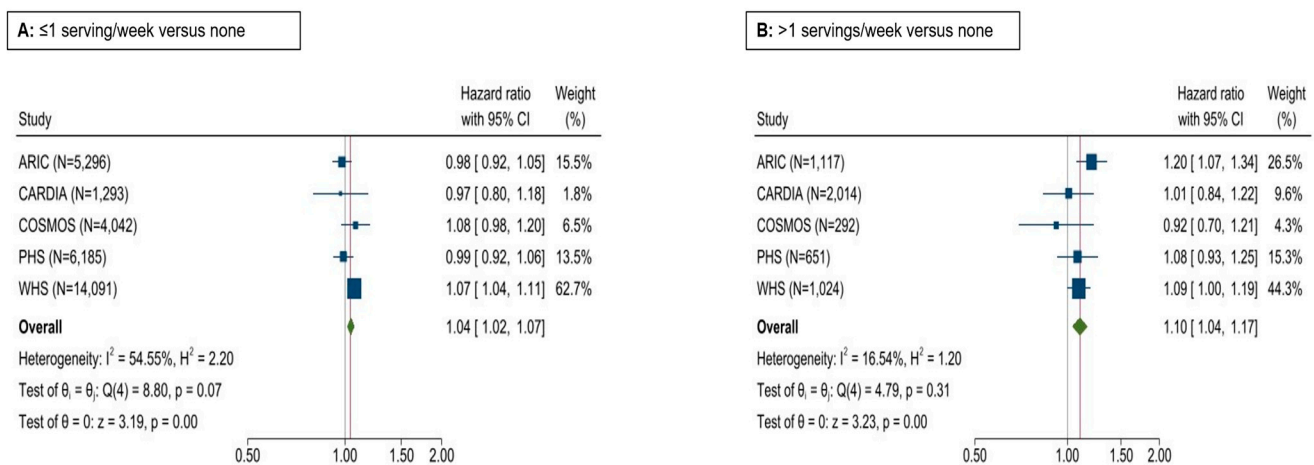 A: ≤1 serving/week versus none
Hazard ratio Weight
Study with 95% CI (%)
ARIC (N=5,296) 0.98 [ 0.92, 1.05] 15.5%
CARDIA (N=1,293) 0.97 [ 0.80, 1.18] 1.8%
COSMOS (N=4,042) 1.08 [ 0.98, 1.20] 6.5%
PHS (N=6,185) 0.99 [ 0.92, 1.06] 13.5%
WHS (N=14,091) 1.07 [ 1.04, 1.11] 62.7%
Overall 1.04 [ 1.02, 1.07]
Heterogeneity: I² = 54.55%, H² = 2.20
Test of θᵢ = θⱼ: Q(4) = 8.80, p = 0.07
Test of θ = 0: z = 3.19, p = 0.00
0.50 1.00 1.50 2.00
B: >1 servings/week versus none
Hazard ratio Weight
Study with 95% CI (%)
ARIC (N=1,117) 1.20 [ 1.07, 1.34] 26.5%
CARDIA (N=2,014) 1.01 [ 0.84, 1.22] 9.6%
COSMOS (N=292) 0.92 [ 0.70, 1.21] 4.3%
PHS (N=651) 1.08 [ 0.93, 1.25] 15.3%
WHS (N=1,024) 1.09 [ 1.00, 1.19] 44.3%
Overall 1.10 [ 1.04, 1.17]
Heterogeneity: I² = 16.54%, H² = 1.20
Test of θᵢ = θⱼ: Q(4) = 4.79, p = 0.31
Test of θ = 0: z = 3.23, p = 0.00
0.50 1.00 1.50 2.00